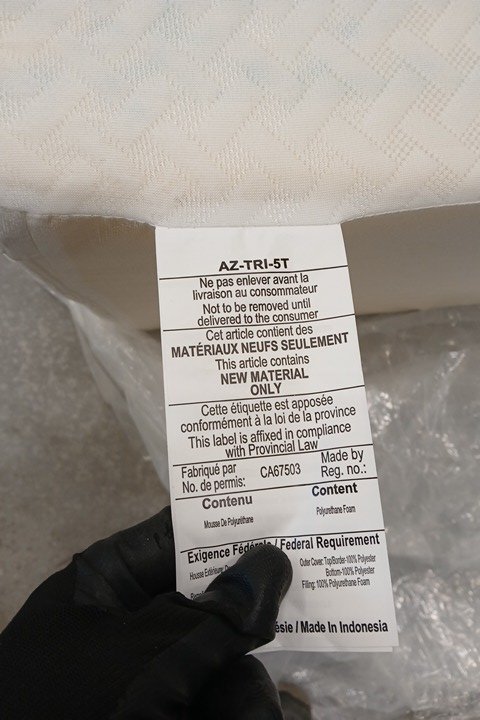 AZ-TRI-5T
Ne pas enlever avant la
livraison au consommateur
Not to be removed until
delivered to the consumer
Cet article contient des
MATÉRIAUX NEUFS SEULEMENT
This article contains
NEW MATERIAL
ONLY
Cette étiquette est apposée
conformément à la loi de la province
This label is affixed in compliance
with Provincial Law
Fabriqué par
No. de permis:
CA67503
Made by
Reg. no.:
Contenu
Content
Mousse De Polyuréthane
Polyurethane Foam
Exigence Fédérale / Federal Requirement
Housse Extérieure:
Outer Cover: Top/Border-100% Polyester
Bottom-100% Polyester
Filling: 100% Polyurethane Foam
ésie / Made In Indonesia